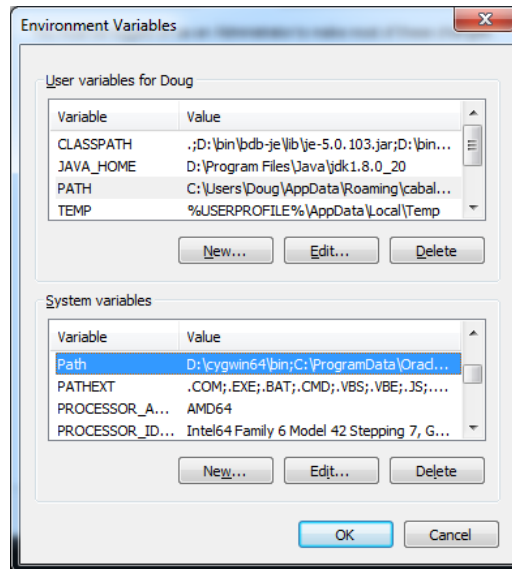 Environment Variables
User variables for Doug
Variable Value
CLASSPATH .;D:\bin\bdb-je\lib\je-5.0.103.jar;D:\bin...
JAVA_HOME D:\Program Files\Java\jdk1.8.0_20
PATH C:\Users\Doug\AppData\Roaming\cabal...
TEMP %USERPROFILE%\AppData\Local\Temp
New... Edit... Delete
System variables
Variable Value
Path D:\cygwin64\bin;C:\ProgramData\Oracl...
PATHEXT .COM;.EXE;.BAT;.CMD;.VBS;.VBE;.JS;....
PROCESSOR_A... AMD64
PROCESSOR_ID... Intel64 Family 6 Model 42 Stepping 7, G...
New... Edit... Delete
OK Cancel